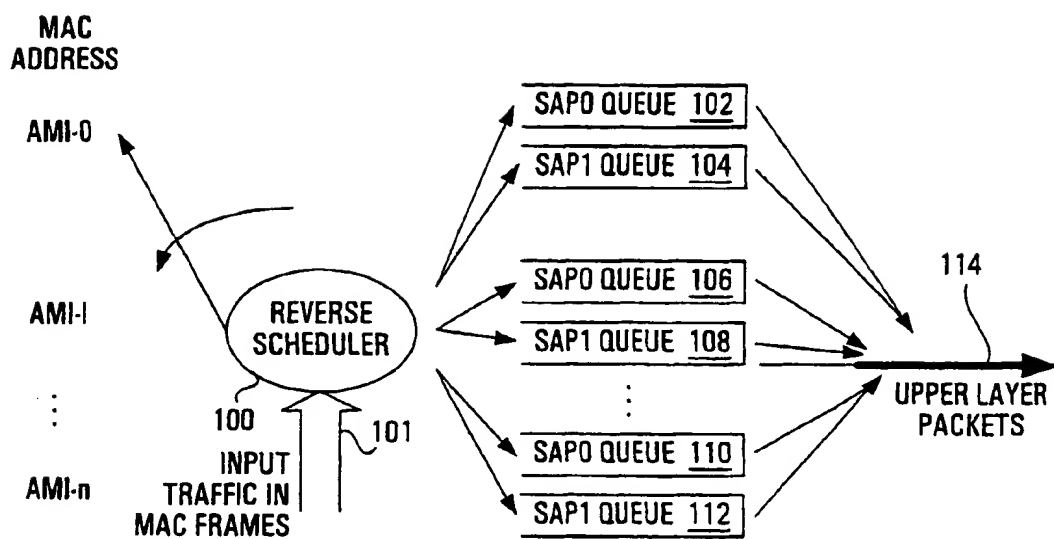 MAC
ADDRESS
AMI-0
AMI-I
⋮
AMI-n
REVERSE
SCHEDULER
100
101
INPUT
TRAFFIC IN
MAC FRAMES
SAP0 QUEUE 102
SAP1 QUEUE 104
SAP0 QUEUE 106
SAP1 QUEUE 108
⋮
SAP0 QUEUE 110
SAP1 QUEUE 112
114
UPPER LAYER
PACKETS